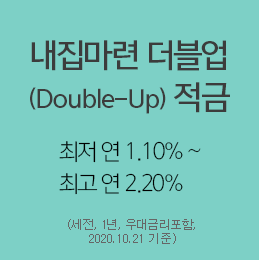 내집마련 더블업
(Double-Up) 적금
최저 연 1.10% ~
최고 연 2.20%
(세전, 1년, 우대금리포함,
2020.10.21 기준)